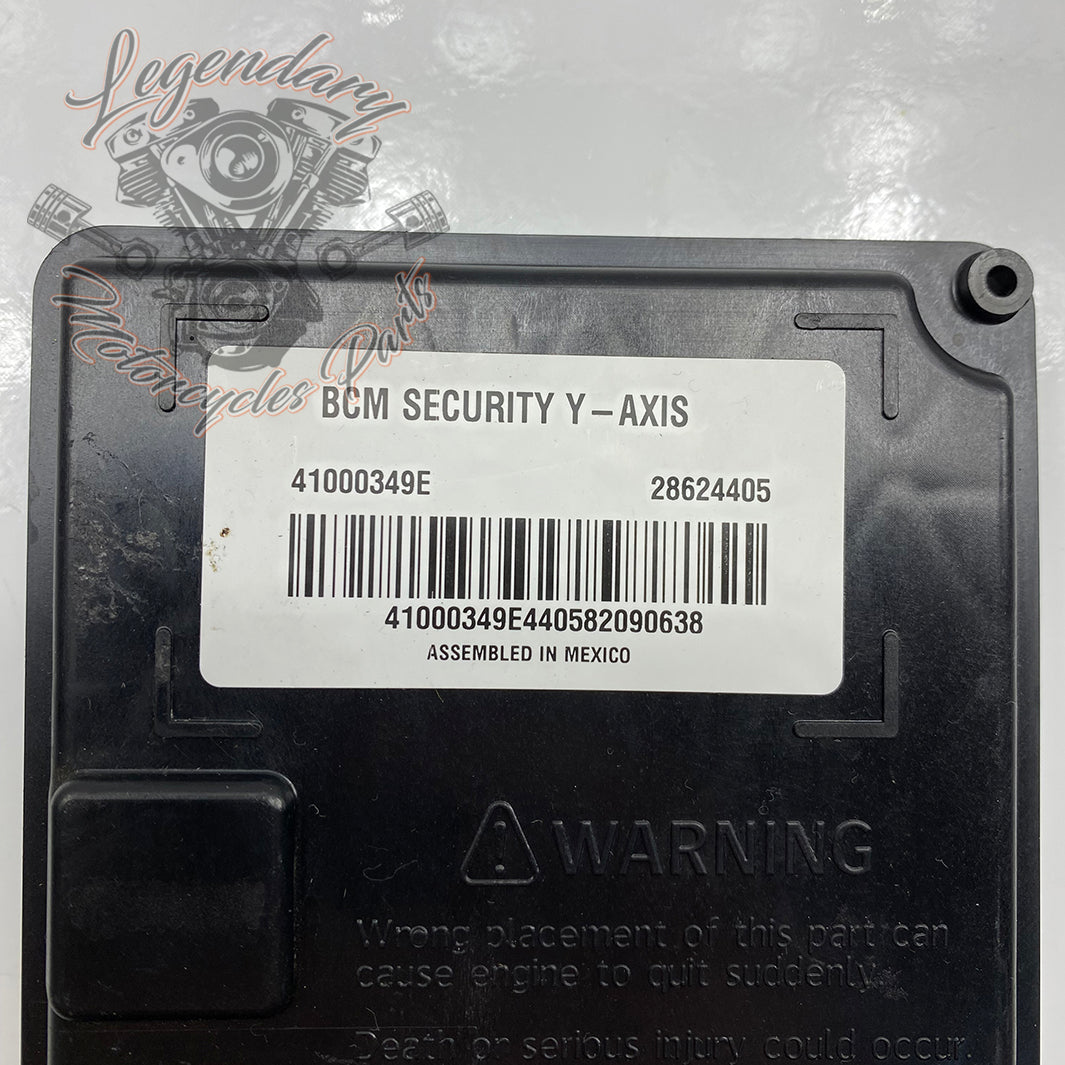 Legendary
Motorcycles Parts
BCM SECURITY Y–AXIS
41000349E 28624405
41000349E440582090638
ASSEMBLED IN MEXICO
WARNING
Wrong placement of this part can
cause engine to quit suddenly.
Death or serious injury could occur.